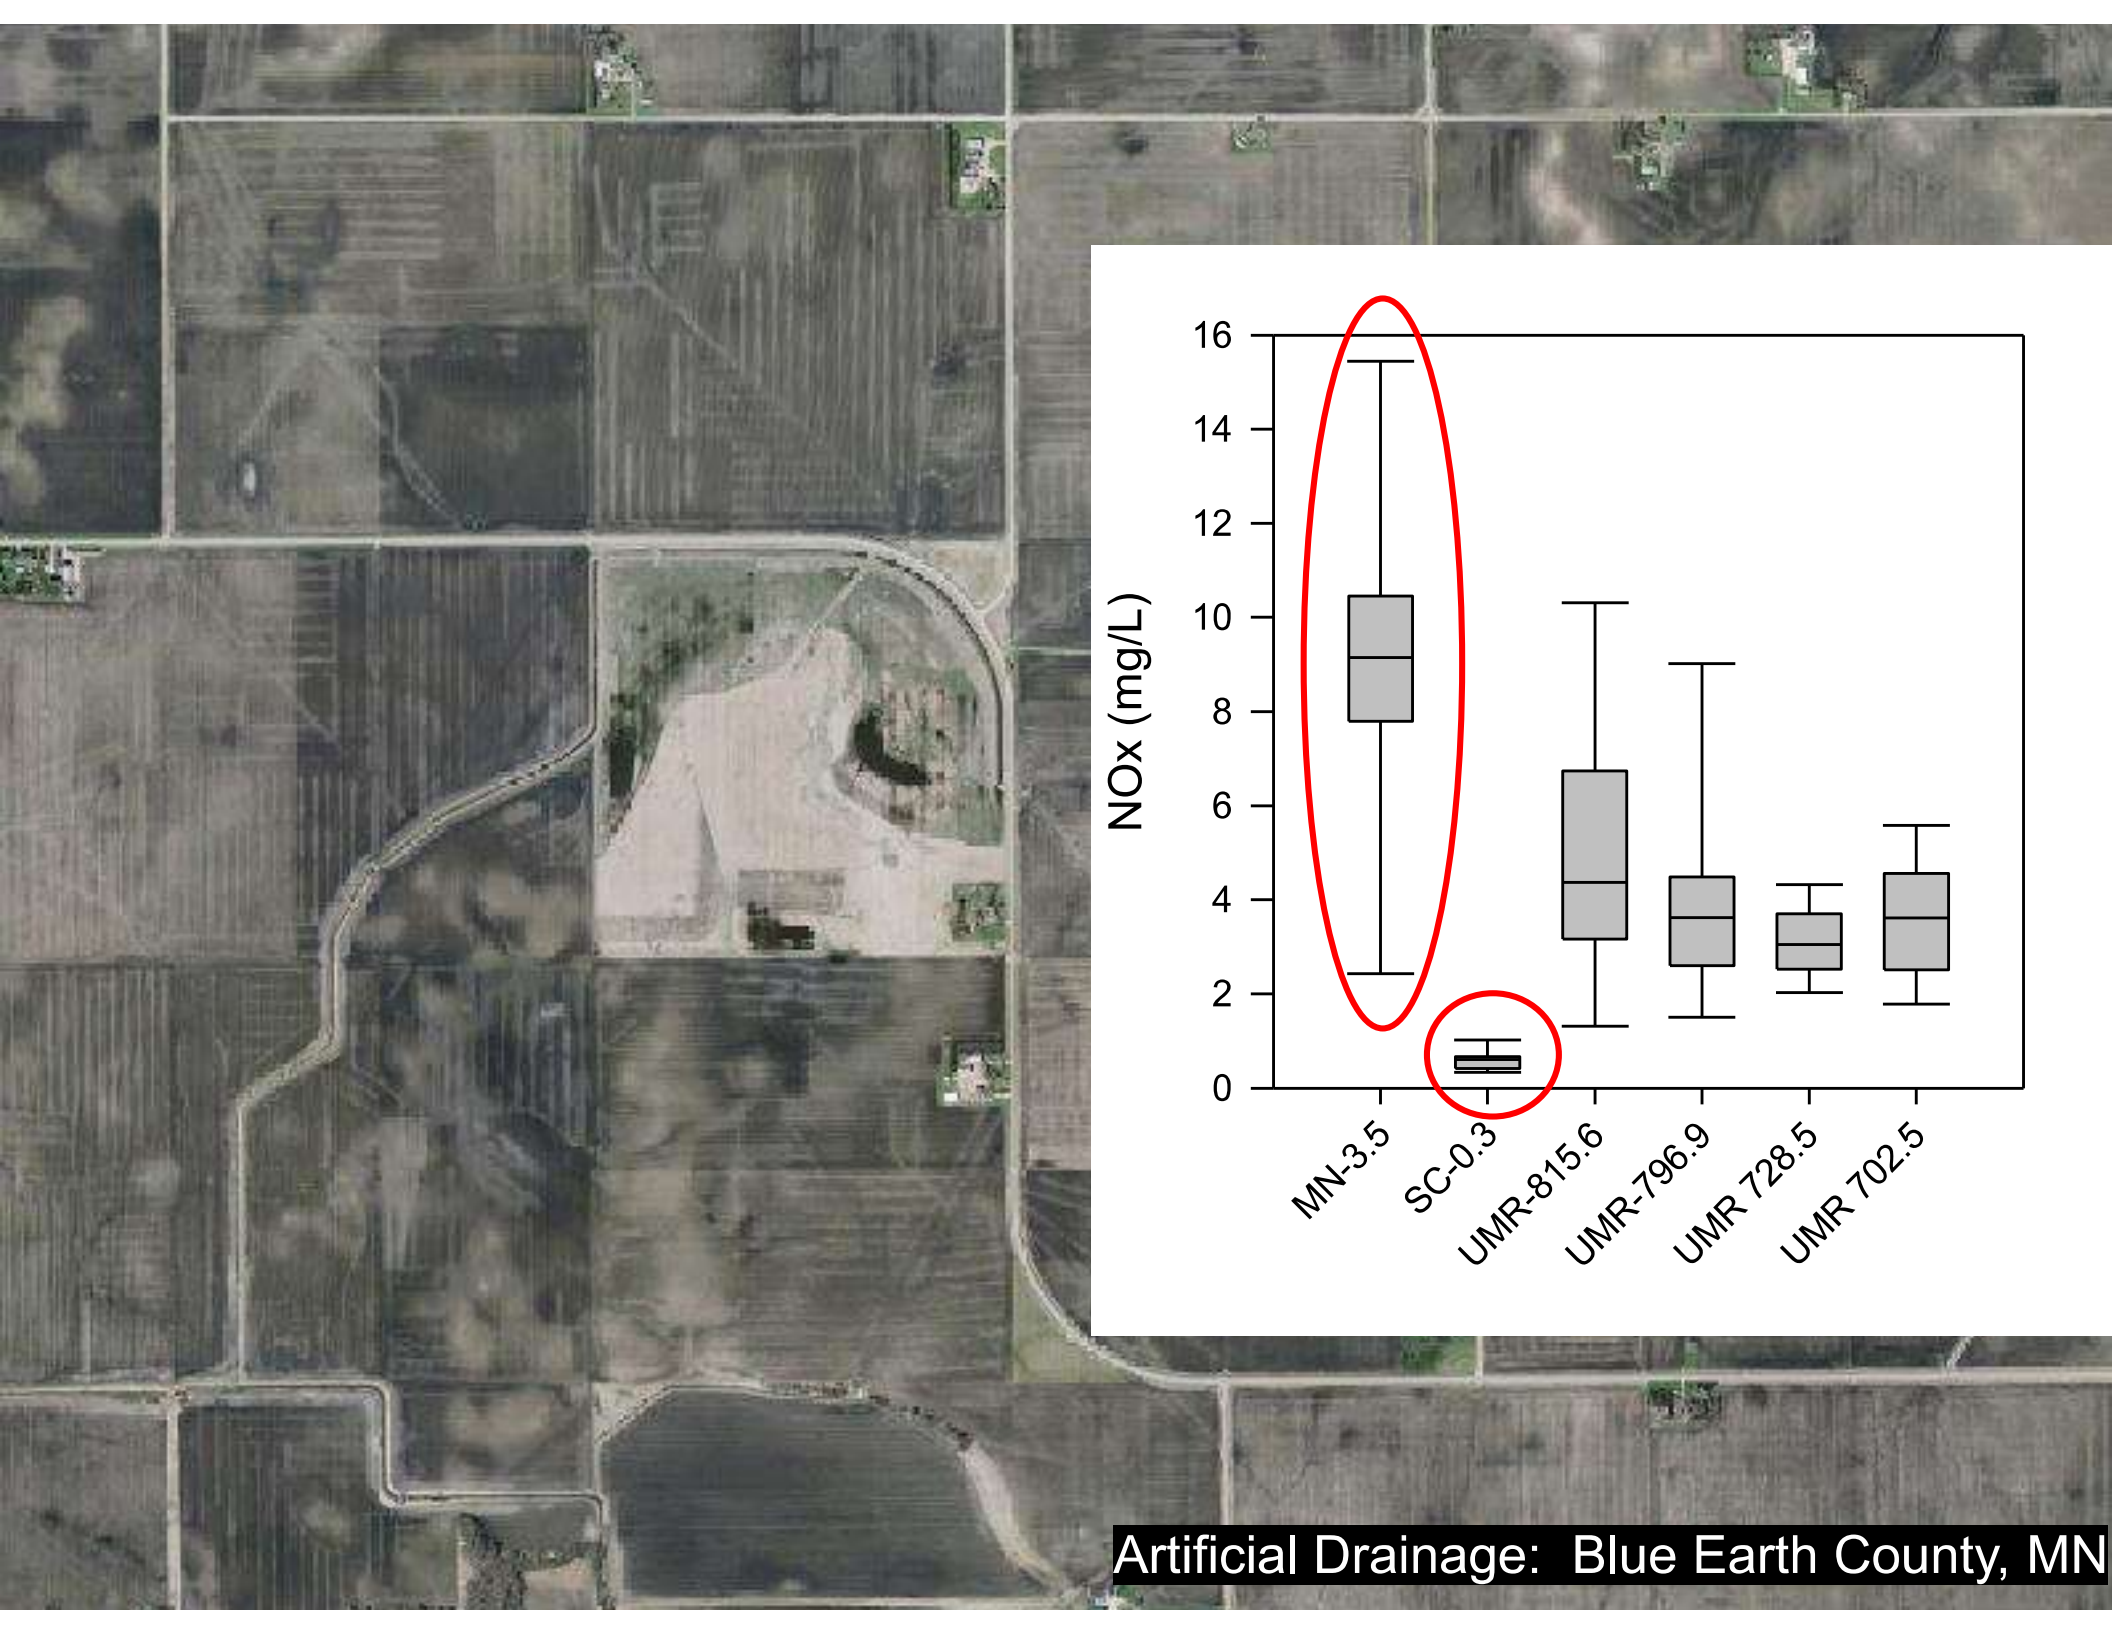 16
14
12
10
8
6
4
2
0
NOx (mg/L)
MN-3.5
SC-0.3
UMR-815.6
UMR-796.9
UMR 728.5
UMR 702.5
Artificial Drainage:  Blue Earth County, MN